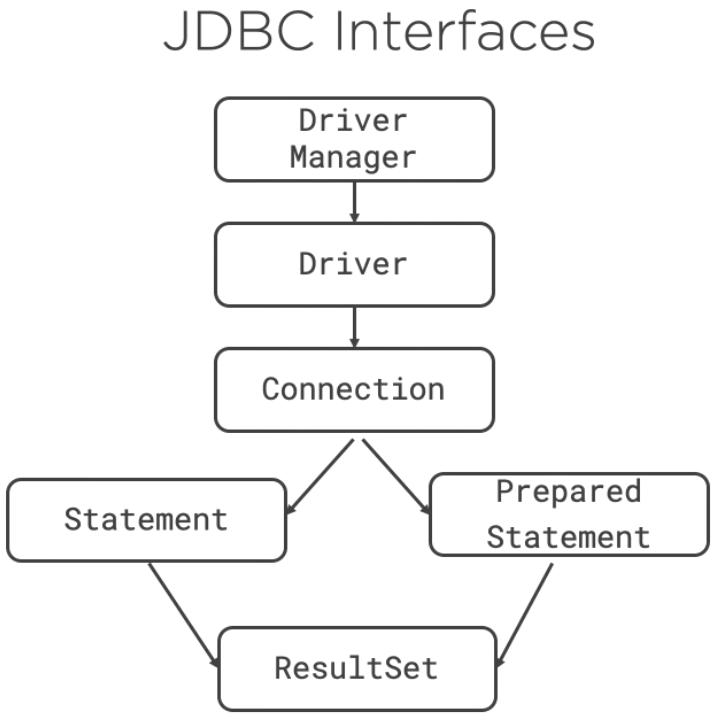 JDBC Interfaces
Driver
Manager
Driver
Connection
Statement
Prepared
Statement
ResultSet